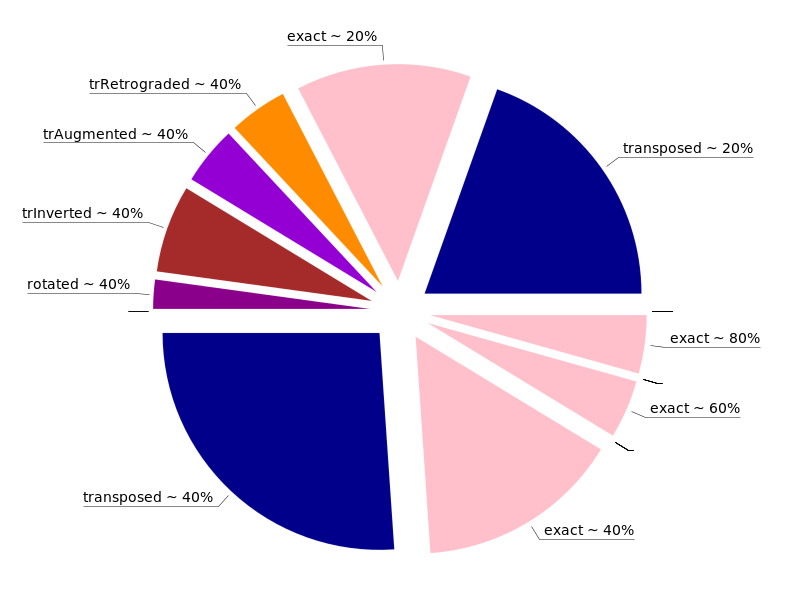 exact ~ 20%
trRetrograded ~ 40%
trAugmented ~ 40%
transposed ~ 20%
trInverted ~ 40%
rotated ~ 40%
exact ~ 80%
exact ~ 60%
transposed ~ 40%
exact ~ 40%